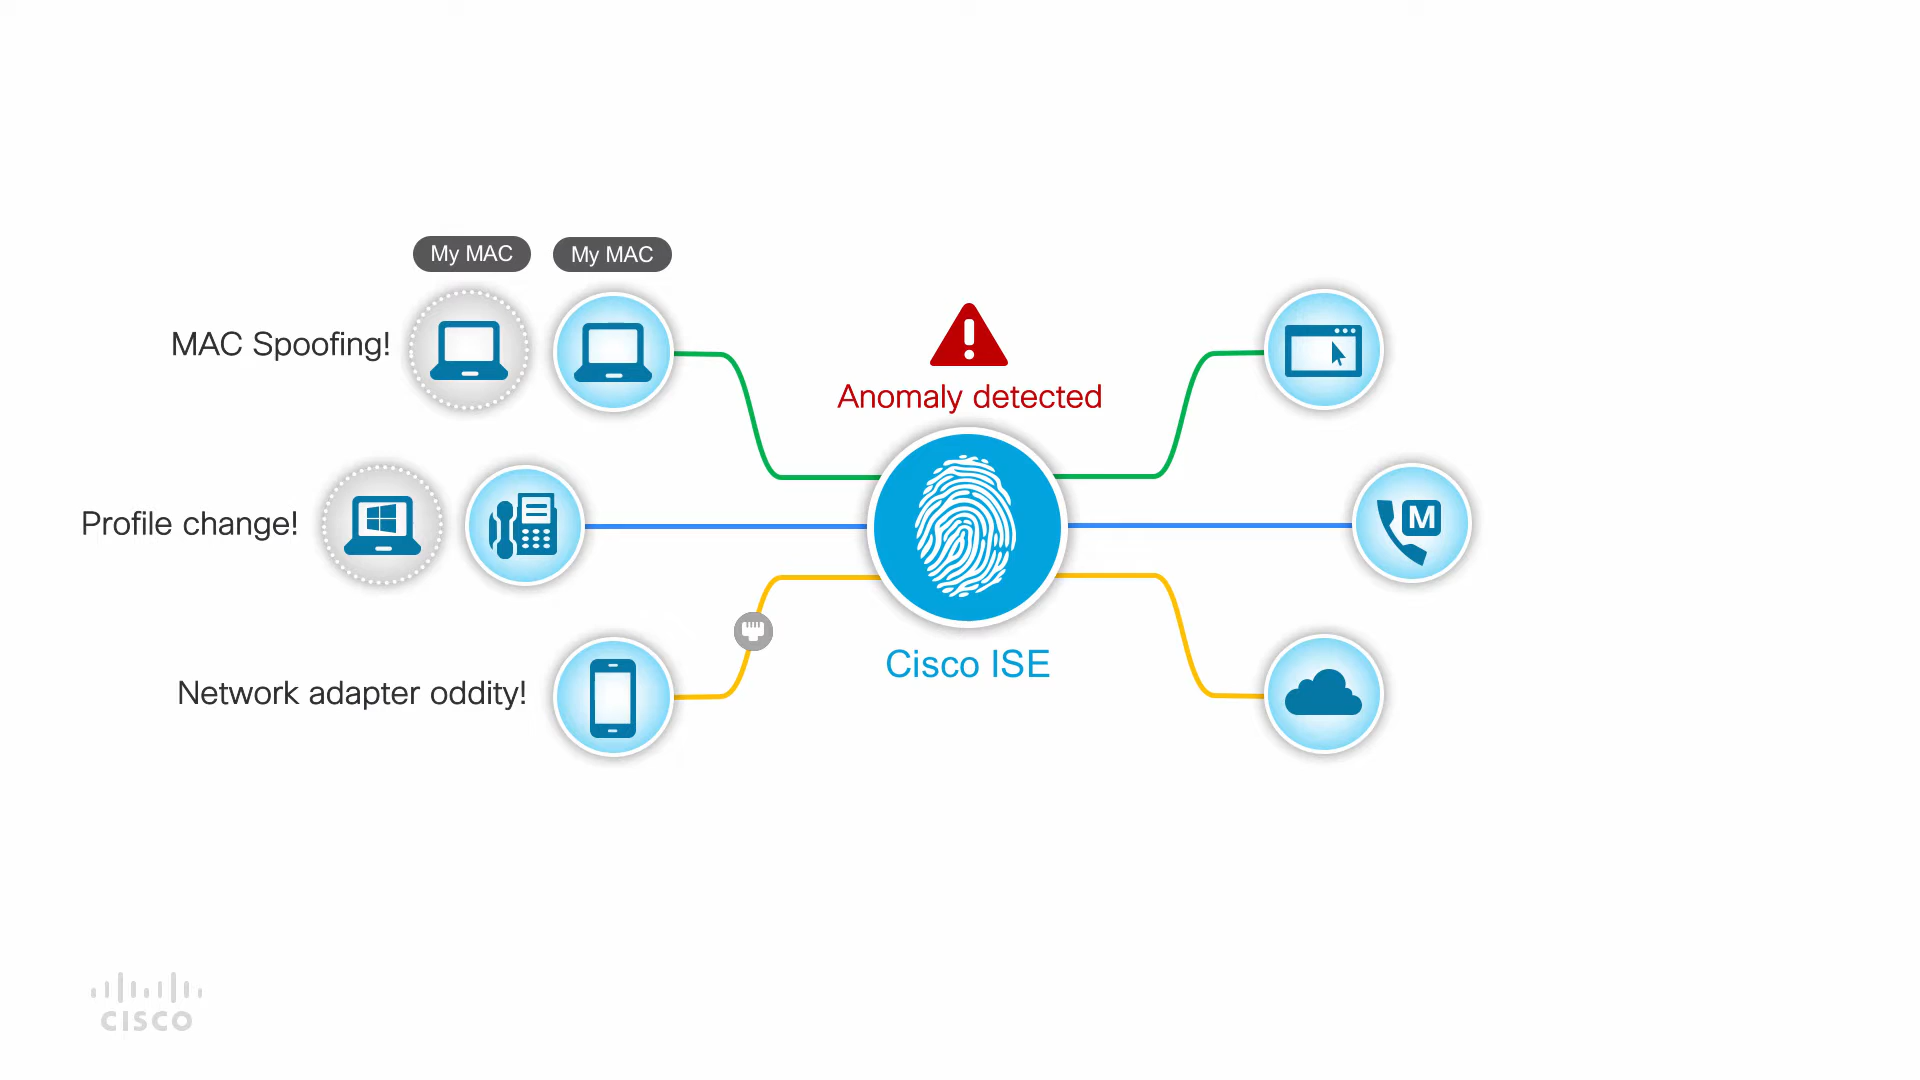 My MAC
My MAC
MAC Spoofing!
Anomaly detected
Profile change!
M
Cisco ISE
Network adapter oddity!
cisco